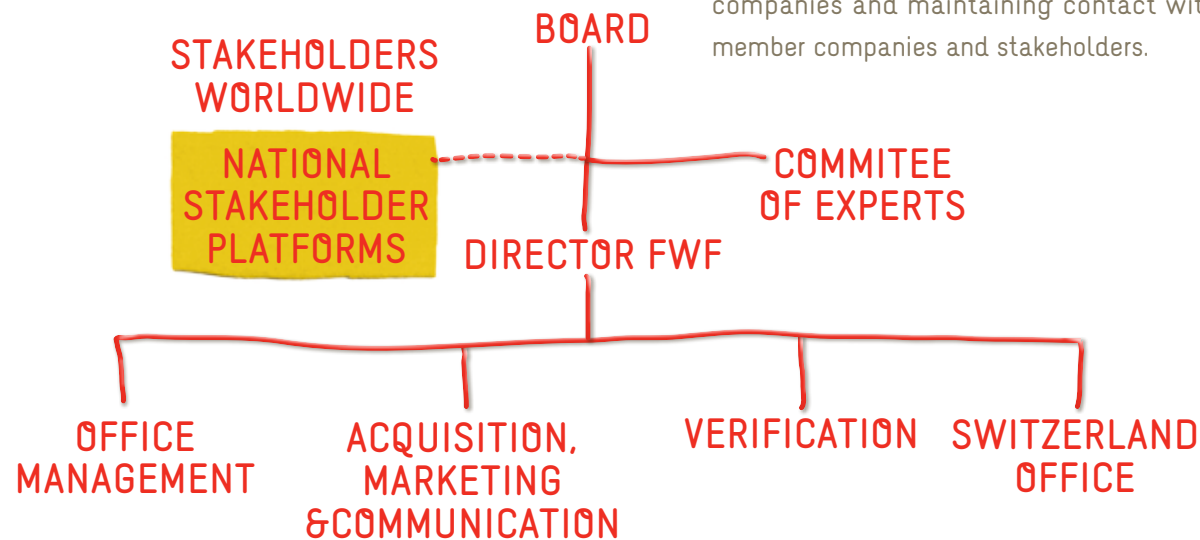 companies and maintaining contact wit
member companies and stakeholders.
BOARD
STAKEHOLDERS
WORLDWIDE
NATIONAL
STAKEHOLDER
PLATFORMS
COMMITEE
OF EXPERTS
DIRECTOR FWF
OFFICE
MANAGEMENT
ACQUISITION,
MARKETING
&COMMUNICATION
VERIFICATION
SWITZERLAND
OFFICE